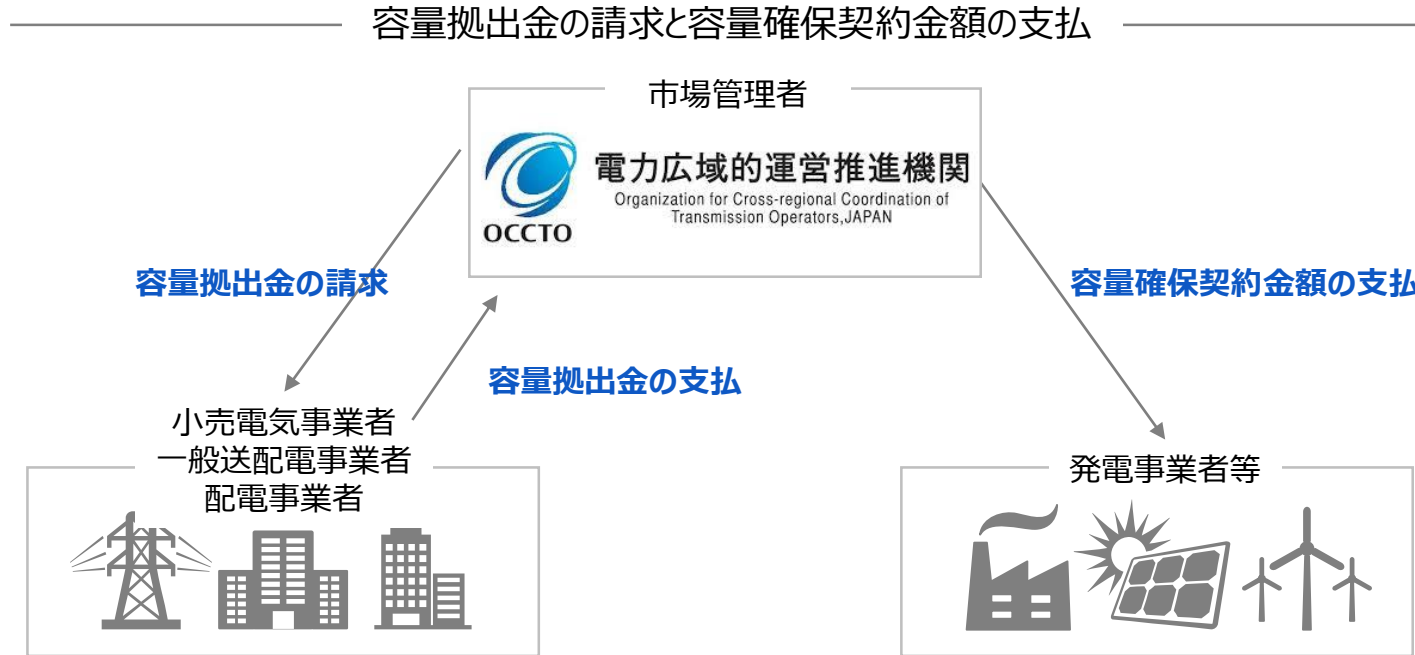 容量拠出金の請求と容量確保契約金額の支払
市場管理者
電力広域的運営推進機関
Organization for Cross-regional Coordination of
Transmission Operators,JAPAN
OCCTO
容量拠出金の請求
容量確保契約金額の支払
容量拠出金の支払
小売電気事業者
一般送配電事業者
配電事業者
発電事業者等